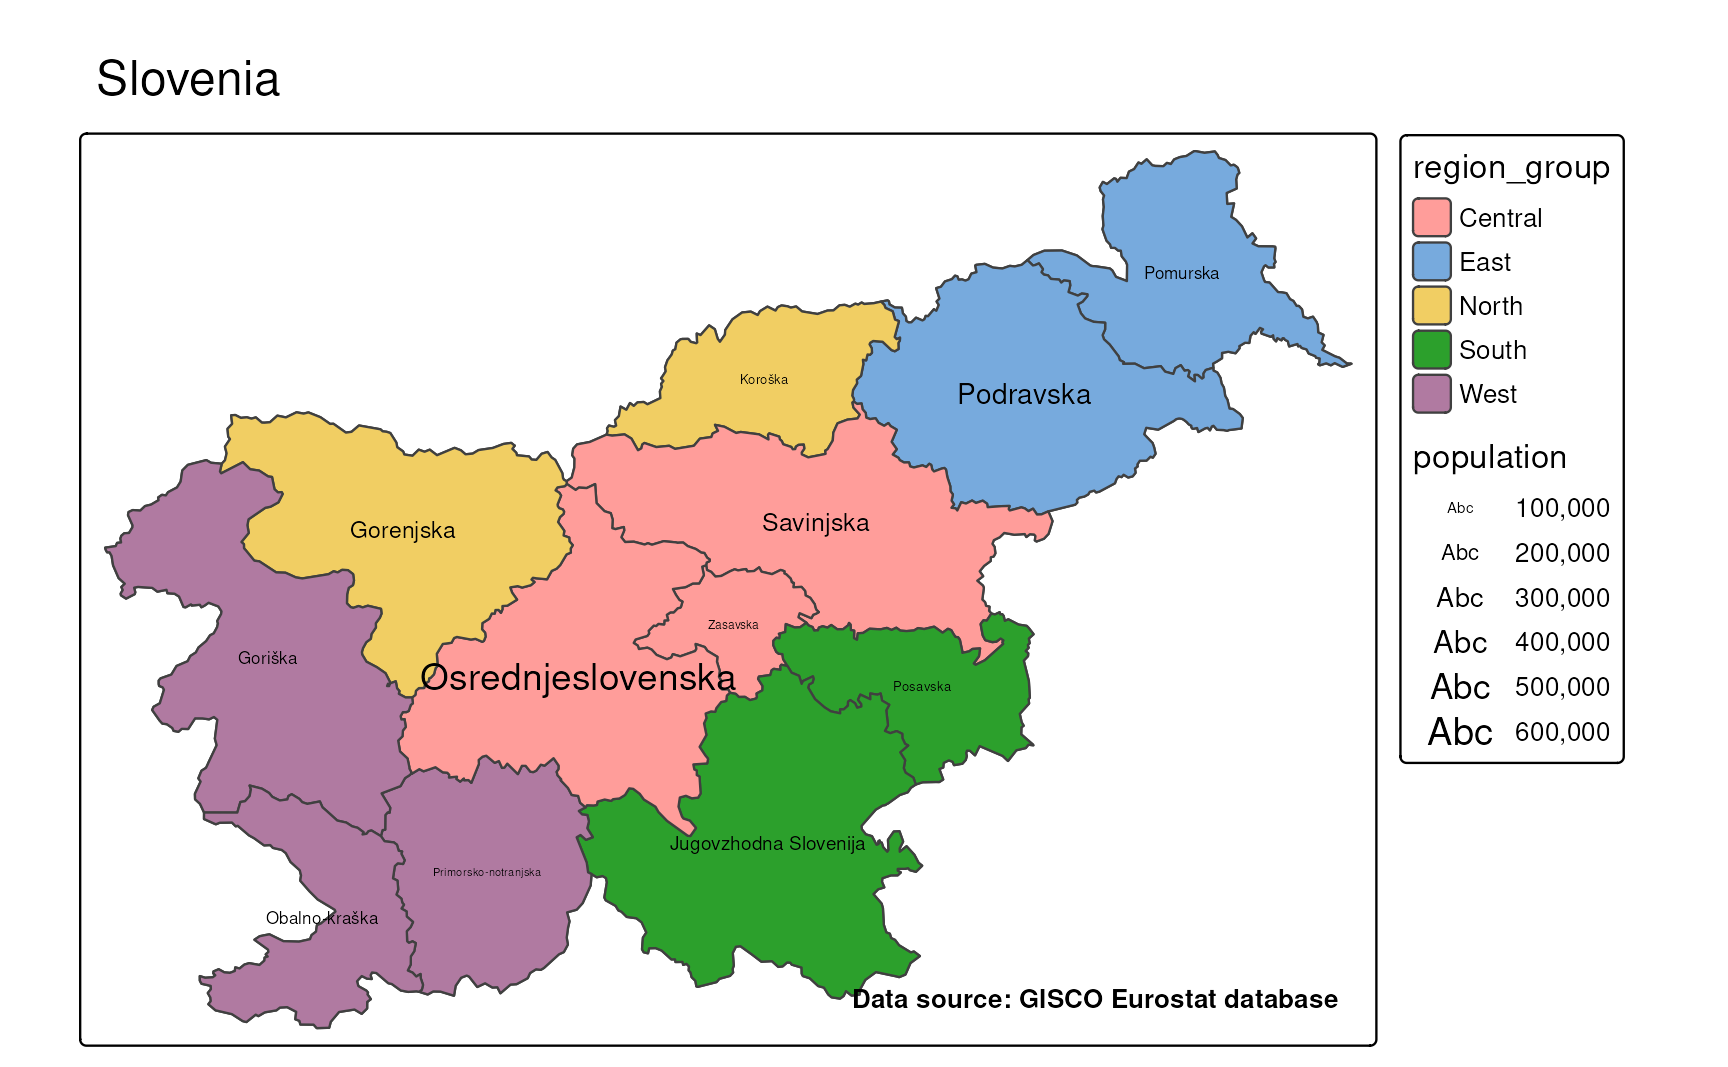 Slovenia
Pomurska
Koroška
Podravska
Gorenjska
Savinjska
Zasavska
Goriška
Osrednjeslovenska
Posavska
Jugovzhodna Slovenija
Primorsko-notranjska
Obalno-kraška
Data source: GISCO Eurostat database
region_group
Central
East
North
South
West
population
Abc 100,000
Abc 200,000
Abc 300,000
Abc 400,000
Abc 500,000
Abc 600,000